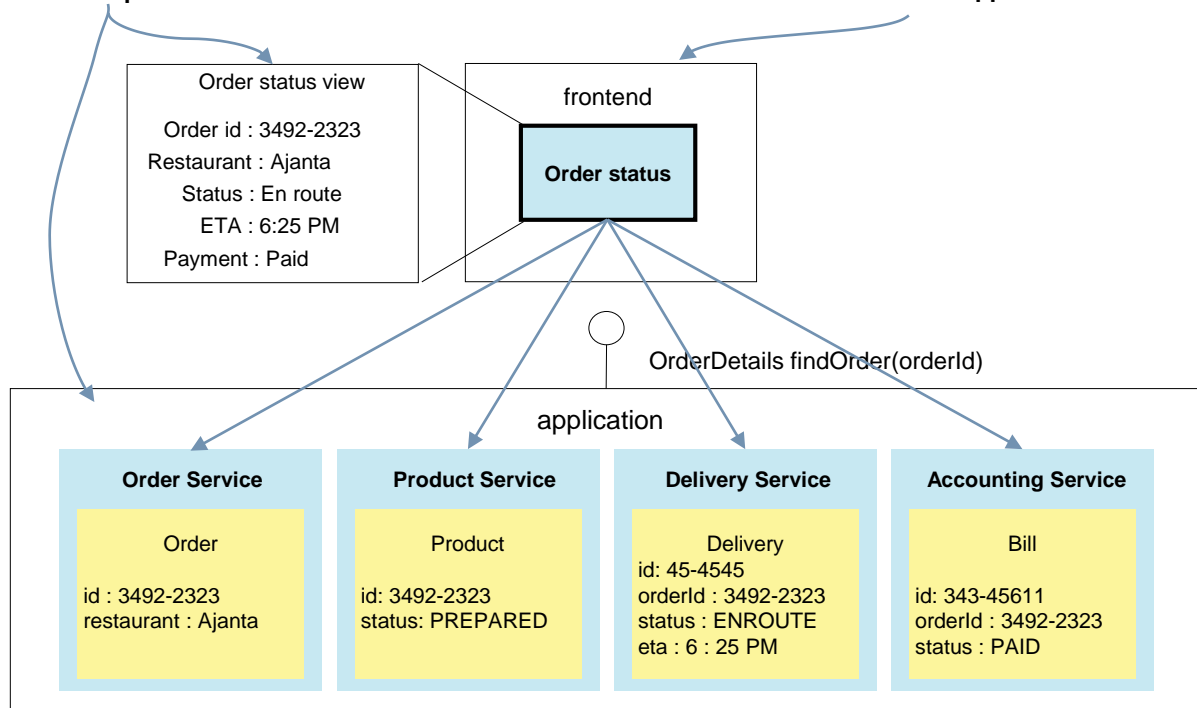 Order status view
Order id : 3492-2323
Restaurant : Ajanta
Status : En route
ETA : 6:25 PM
Payment : Paid
frontend
Order status
OrderDetails findOrder(orderId)
application
Order Service
Order
id : 3492-2323
restaurant : Ajanta
Product Service
Product
id: 3492-2323
status: PREPARED
Delivery Service
Delivery
id: 45-4545
orderId : 3492-2323
status : ENROUTE
eta : 6 : 25 PM
Accounting Service
Bill
id: 343-45611
orderId : 3492-2323
status : PAID